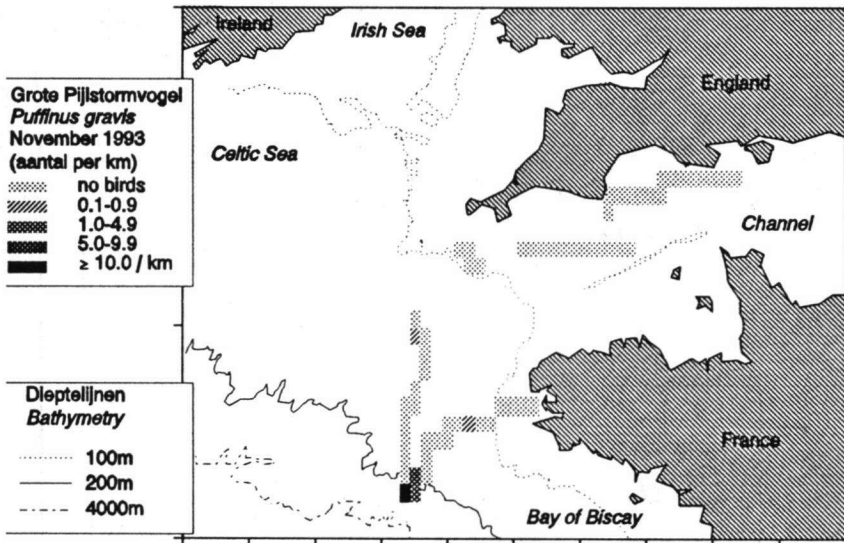 Ireland
Irish Sea
England
Grote Pijlstormvogel
Puffinus gravis
November 1993
(aantal per km)
no birds
0.1-0.9
1.0-4.9
5.0-9.9
≥ 10.0 / km
Celtic Sea
Channel
Dieptelijnen
Bathymetry
100m
200m
4000m
France
Bay of Biscay